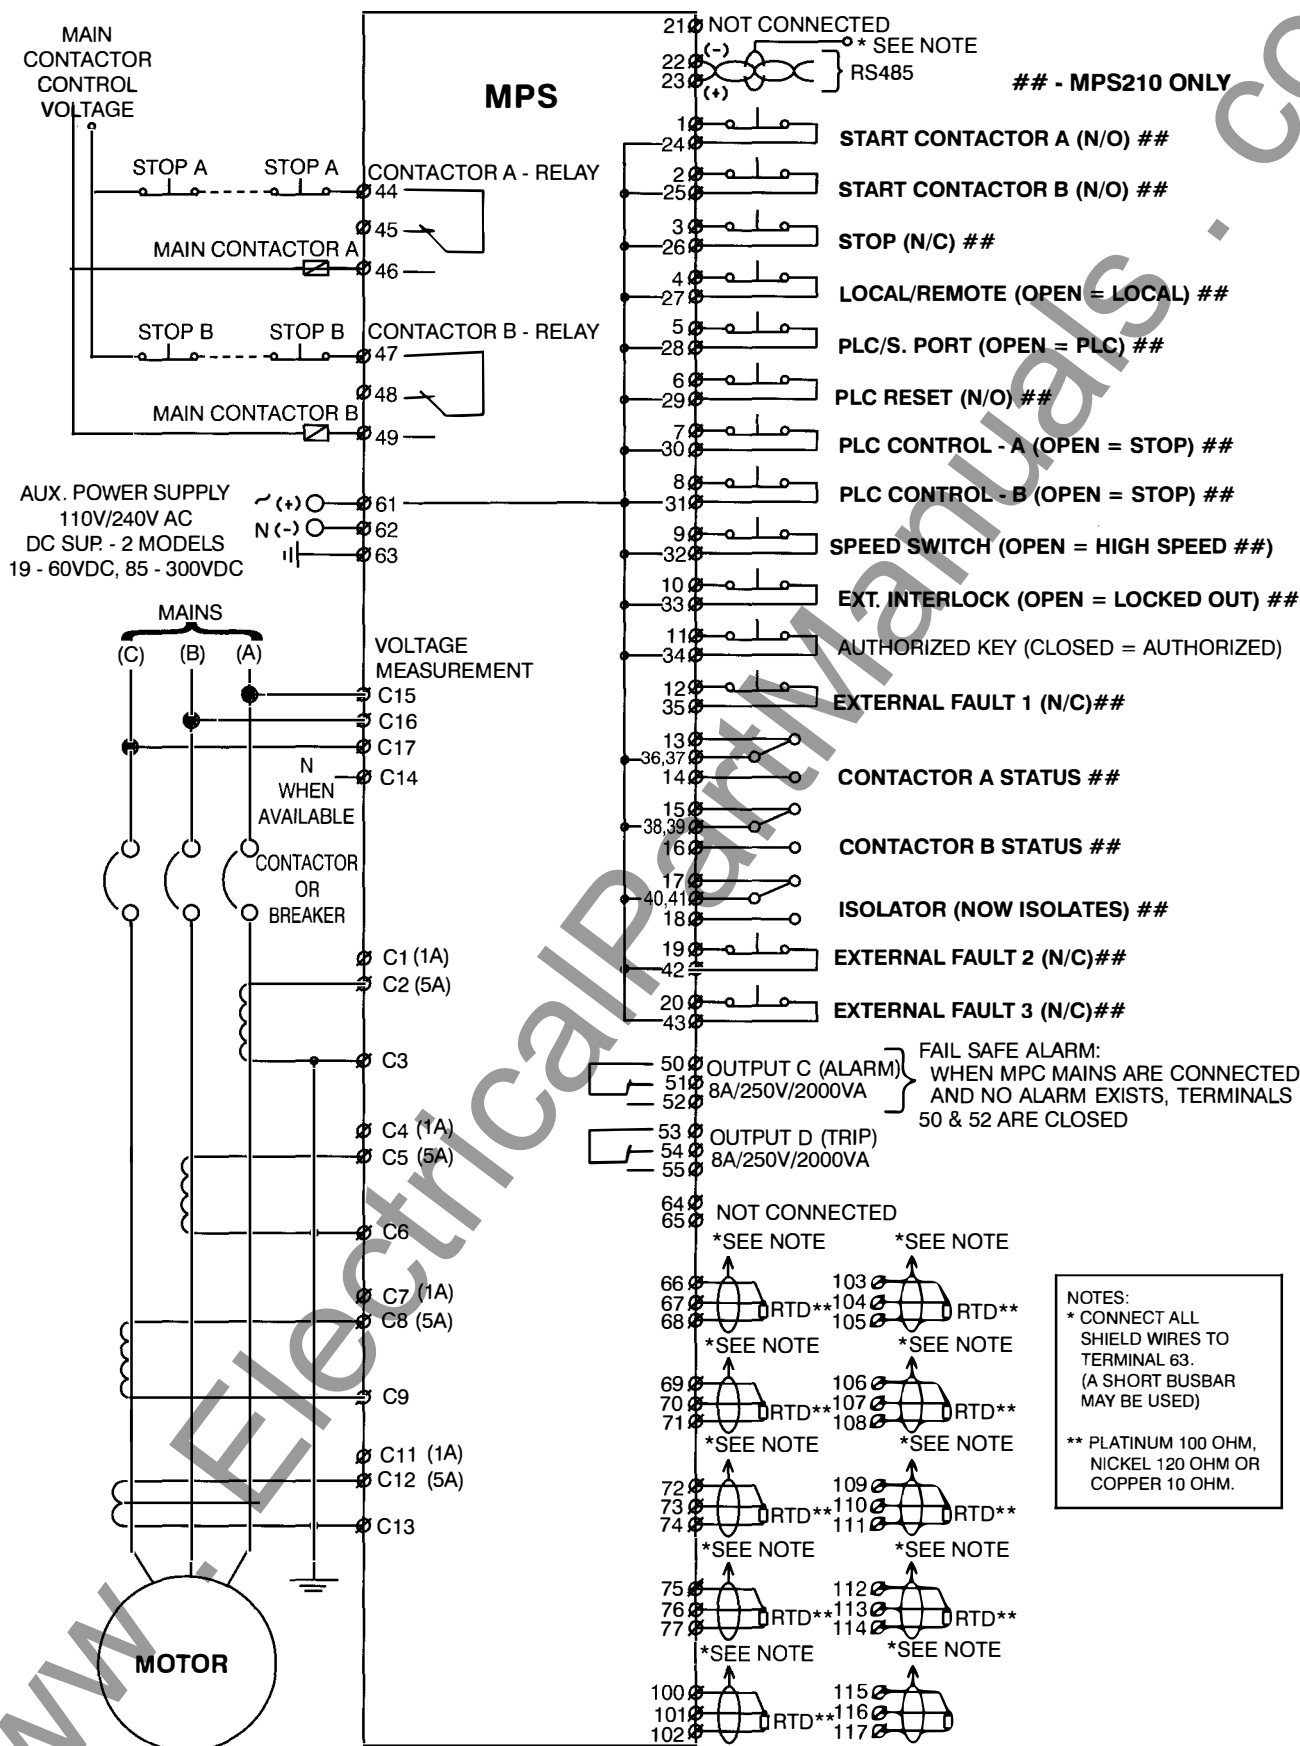 MAIN
CONTACTOR
CONTROL
VOLTAGE
STOP A
STOP A
MAIN CONTACTOR A
STOP B
STOP B
MAIN CONTACTOR B
AUX. POWER SUPPLY
110V/240V AC
DC SUP. - 2 MODELS
19 - 60VDC, 85 - 300VDC
~ (+)
N (-)
MAINS
(C) (B) (A)
N
WHEN
AVAILABLE
CONTACTOR
OR
BREAKER
MOTOR
MPS
CONTACTOR A - RELAY
44
45
46
CONTACTOR B - RELAY
47
48
49
61
62
63
VOLTAGE
MEASUREMENT
C15
C16
C17
C14
C1 (1A)
C2 (5A)
C3
C4 (1A)
C5 (5A)
C6
C7 (1A)
C8 (5A)
C9
C11 (1A)
C12 (5A)
C13
21 NOT CONNECTED
* SEE NOTE
22 (-)
23 (+)
RS485
## - MPS210 ONLY
1
24
START CONTACTOR A (N/O) ##
2
25
START CONTACTOR B (N/O) ##
3
26
STOP (N/C) ##
4
27
LOCAL/REMOTE (OPEN = LOCAL) ##
5
28
PLC/S. PORT (OPEN = PLC) ##
6
29
PLC RESET (N/O) ##
7
30
PLC CONTROL - A (OPEN = STOP) ##
8
31
PLC CONTROL - B (OPEN = STOP) ##
9
32
SPEED SWITCH (OPEN = HIGH SPEED ##)
10
33
EXT. INTERLOCK (OPEN = LOCKED OUT) ##
11
34
AUTHORIZED KEY (CLOSED = AUTHORIZED)
12
35
EXTERNAL FAULT 1 (N/C)##
13
36,37
14
CONTACTOR A STATUS ##
15
38,39
16
CONTACTOR B STATUS ##
17
40,41
18
ISOLATOR (NOW ISOLATES) ##
19
42
EXTERNAL FAULT 2 (N/C)##
20
43
EXTERNAL FAULT 3 (N/C)##
50
51
52
OUTPUT C (ALARM)
8A/250V/2000VA
FAIL SAFE ALARM:
WHEN MPC MAINS ARE CONNECTED
AND NO ALARM EXISTS, TERMINALS
50 & 52 ARE CLOSED
53
54
55
OUTPUT D (TRIP)
8A/250V/2000VA
64
65
NOT CONNECTED
*SEE NOTE *SEE NOTE
66 103
67 RTD** 104 RTD**
68 105
*SEE NOTE *SEE NOTE
69 106
70 RTD** 107 RTD**
71 108
*SEE NOTE *SEE NOTE
72 109
73 RTD** 110 RTD**
74 111
*SEE NOTE *SEE NOTE
75 112
76 RTD** 113 RTD**
77 114
*SEE NOTE *SEE NOTE
100 115
101 RTD** 116
102 117
NOTES:
* CONNECT ALL
SHIELD WIRES TO
TERMINAL 63.
(A SHORT BUSBAR
MAY BE USED)
** PLATINUM 100 OHM,
NICKEL 120 OHM OR
COPPER 10 OHM.
ww . ElectricalPartManuals . co